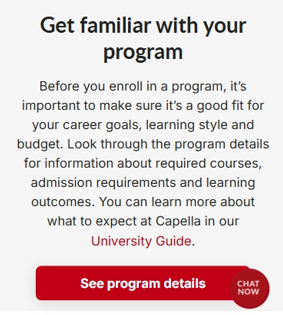 Get familiar with your
program
Before you enroll in a program, it's
important to make sure it's a good fit for
your career goals, learning style and
budget. Look through the program details
for information about required courses,
admission requirements and learning
outcomes. You can learn more about
what to expect at Capella in our
University Guide.
See program details
CHAT
NOW